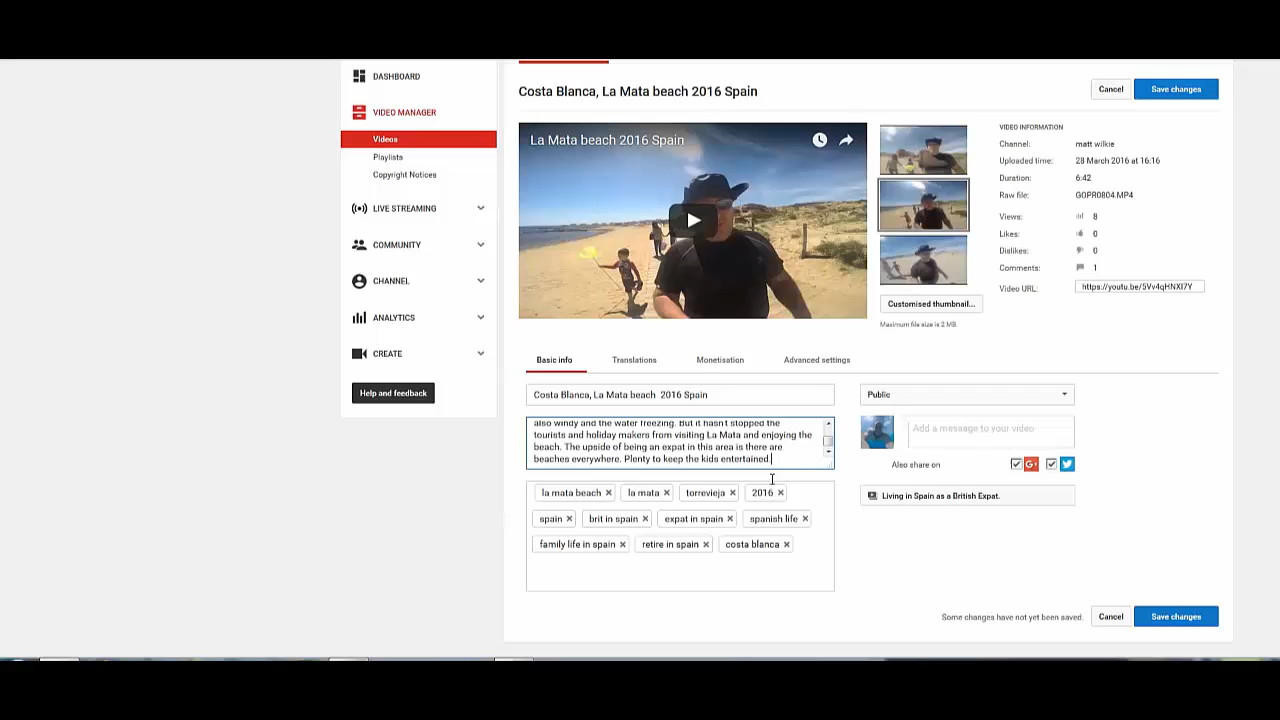 DASHBOARD
VIDEO MANAGER
Videos
Playlists
Copyright Notices
LIVE STREAMING
COMMUNITY
CHANNEL
ANALYTICS
CREATE
Help and feedback
Costa Blanca, La Mata beach 2016 Spain
Cancel
Save changes
La Mata beach 2016 Spain
Customised thumbnail...
Maximum file size is 2 MB.
VIDEO INFORMATION
Channel: matt wilkie
Uploaded time: 28 March 2016 at 16:16
Duration: 6:42
Raw file: GOPR0804.MP4
Views: 8
Likes: 0
Dislikes: 0
Comments: 1
Video URL: https://youtu.be/5Vv4qHNXI7Y
Basic info Translations Monetisation Advanced settings
Costa Blanca, La Mata beach 2016 Spain
also windy and the water freezing. But it hasn't stopped the
tourists and holiday makers from visiting La Mata and enjoying the
beach. The upside of being an expat in this area is there are
beaches everywhere. Plenty to keep the kids entertained.
la mata beach × la mata × torrevieja × 2016 ×
spain × brit in spain × expat in spain × spanish life ×
family life in spain × retire in spain × costa blanca ×
Public
Add a message to your video
Also share on
Living in Spain as a British Expat.
Some changes have not yet been saved.
Cancel
Save changes